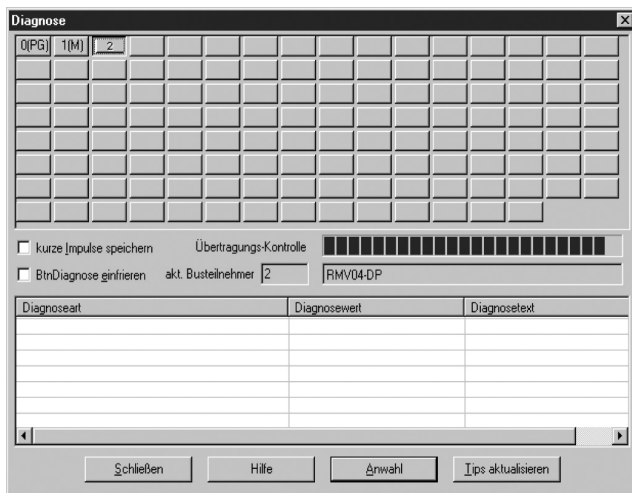 Diagnose
0(PG) 1(M) 2
kurze Impulse speichern Übertragungs-Kontrolle
BtnDiagnose einfrieren akt. Busteilnehmer 2 RMV04-DP
Diagnoseart Diagnosewert Diagnosetext
Schließen Hilfe Anwahl Tips aktualisieren